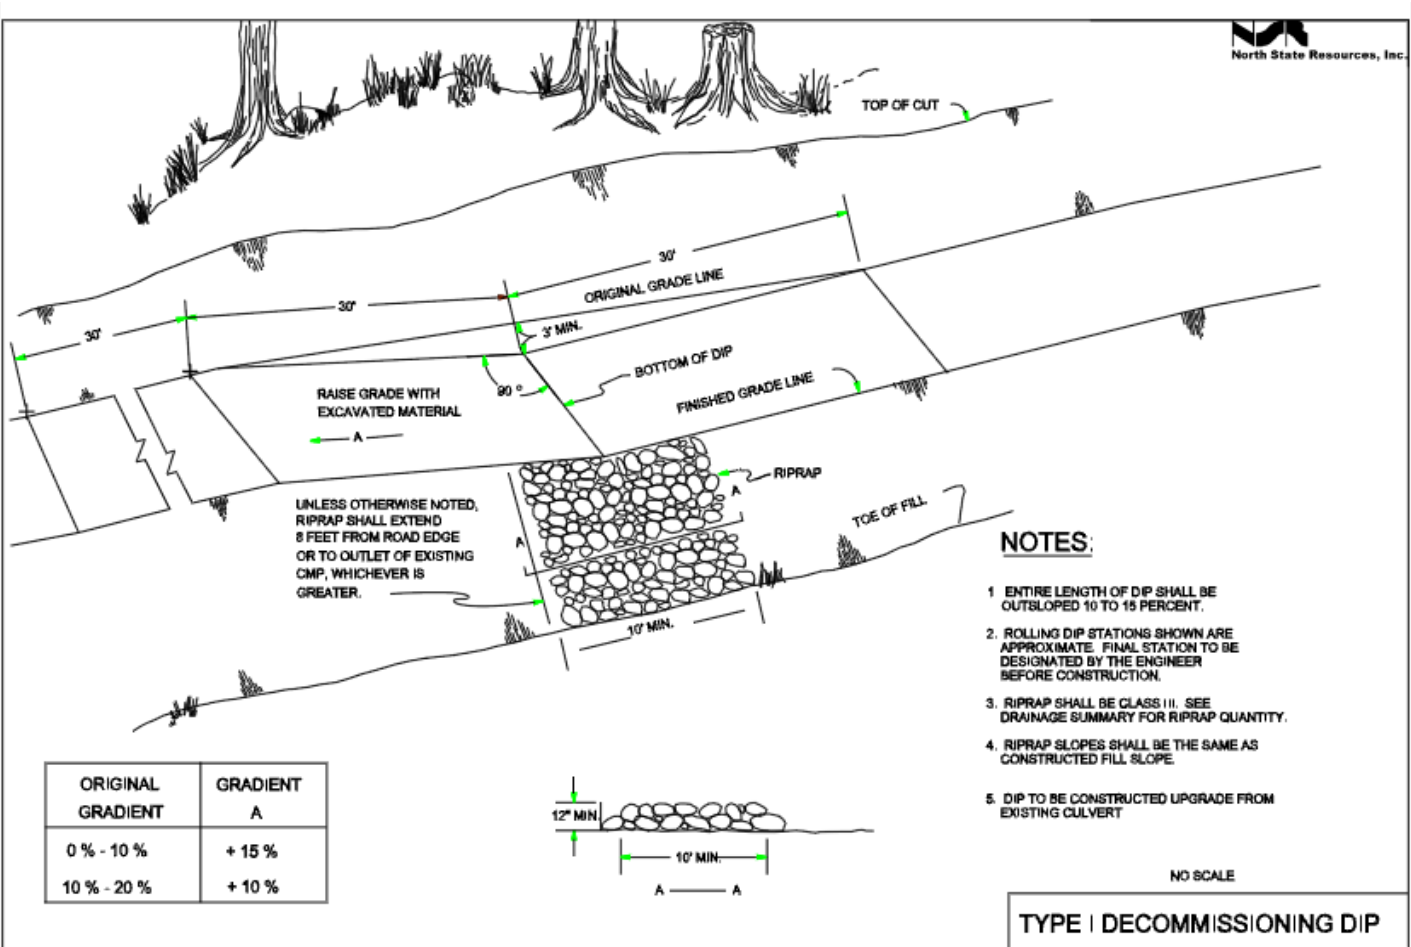 North State Resources, Inc.
TOP OF CUT
30'
30'
30'
ORIGINAL GRADE LINE
3' MIN.
BOTTOM OF DIP
90 °
FINISHED GRADE LINE
RAISE GRADE WITH
EXCAVATED MATERIAL
A
RIPRAP
A
A
TOE OF FILL
UNLESS OTHERWISE NOTED,
RIPRAP SHALL EXTEND
8 FEET FROM ROAD EDGE
OR TO OUTLET OF EXISTING
CMP, WHICHEVER IS
GREATER.
10' MIN.
NOTES:
1 ENTIRE LENGTH OF DIP SHALL BE
OUTSLOPED 10 TO 15 PERCENT.
2. ROLLING DIP STATIONS SHOWN ARE
APPROXIMATE. FINAL STATION TO BE
DESIGNATED BY THE ENGINEER
BEFORE CONSTRUCTION.
3. RIPRAP SHALL BE CLASS III. SEE
DRAINAGE SUMMARY FOR RIPRAP QUANTITY.
4. RIPRAP SLOPES SHALL BE THE SAME AS
CONSTRUCTED FILL SLOPE.
5. DIP TO BE CONSTRUCTED UPGRADE FROM
EXISTING CULVERT
ORIGINAL GRADIENT
GRADIENT A
0 % - 10 % + 15 %
10 % - 20 % + 10 %
12" MIN.
10' MIN.
A A
NO SCALE
TYPE I DECOMMISSIONING DIP